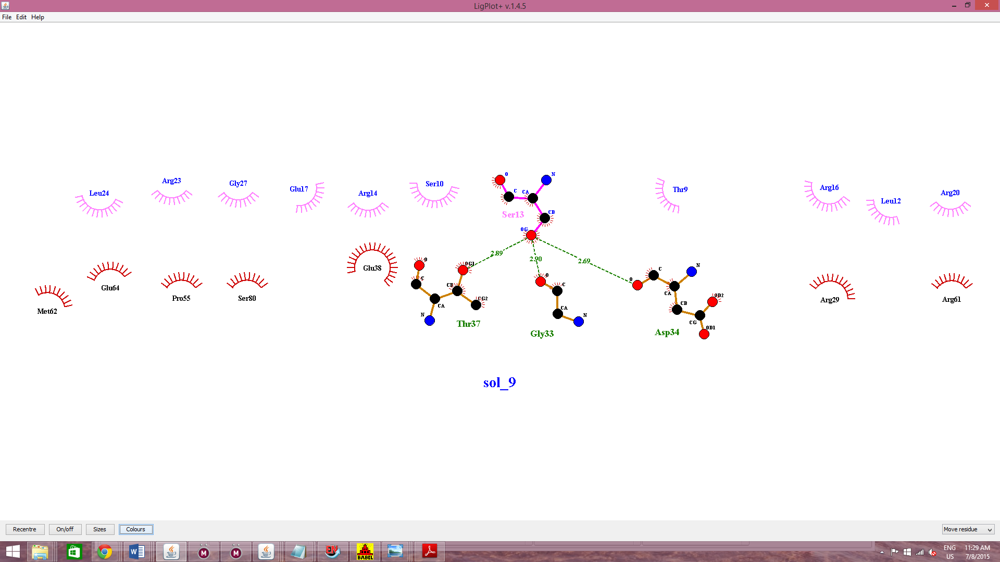 LigPlot+ v.1.4.5
File Edit Help
O N
Arg23 Gly27 Ser10
Glu17 Arg16
Leu24 Arg14 C CA Thr9 Arg20
Leu12
Ser13 CB
OG
2.89 2.90 2.69
O OG1 C N
Glu38 O
C CB O C CA OD2
Glu64
Pro55 Ser80 CG2 CB Arg29 Arg61
CA CA
Met62 N N CG
Thr37 Gly33 Asp34 OD1
sol_9
Recentre On/off Sizes Colours Move residue
W M M EN BABEL ENG 11:29 AM
US 7/8/2015